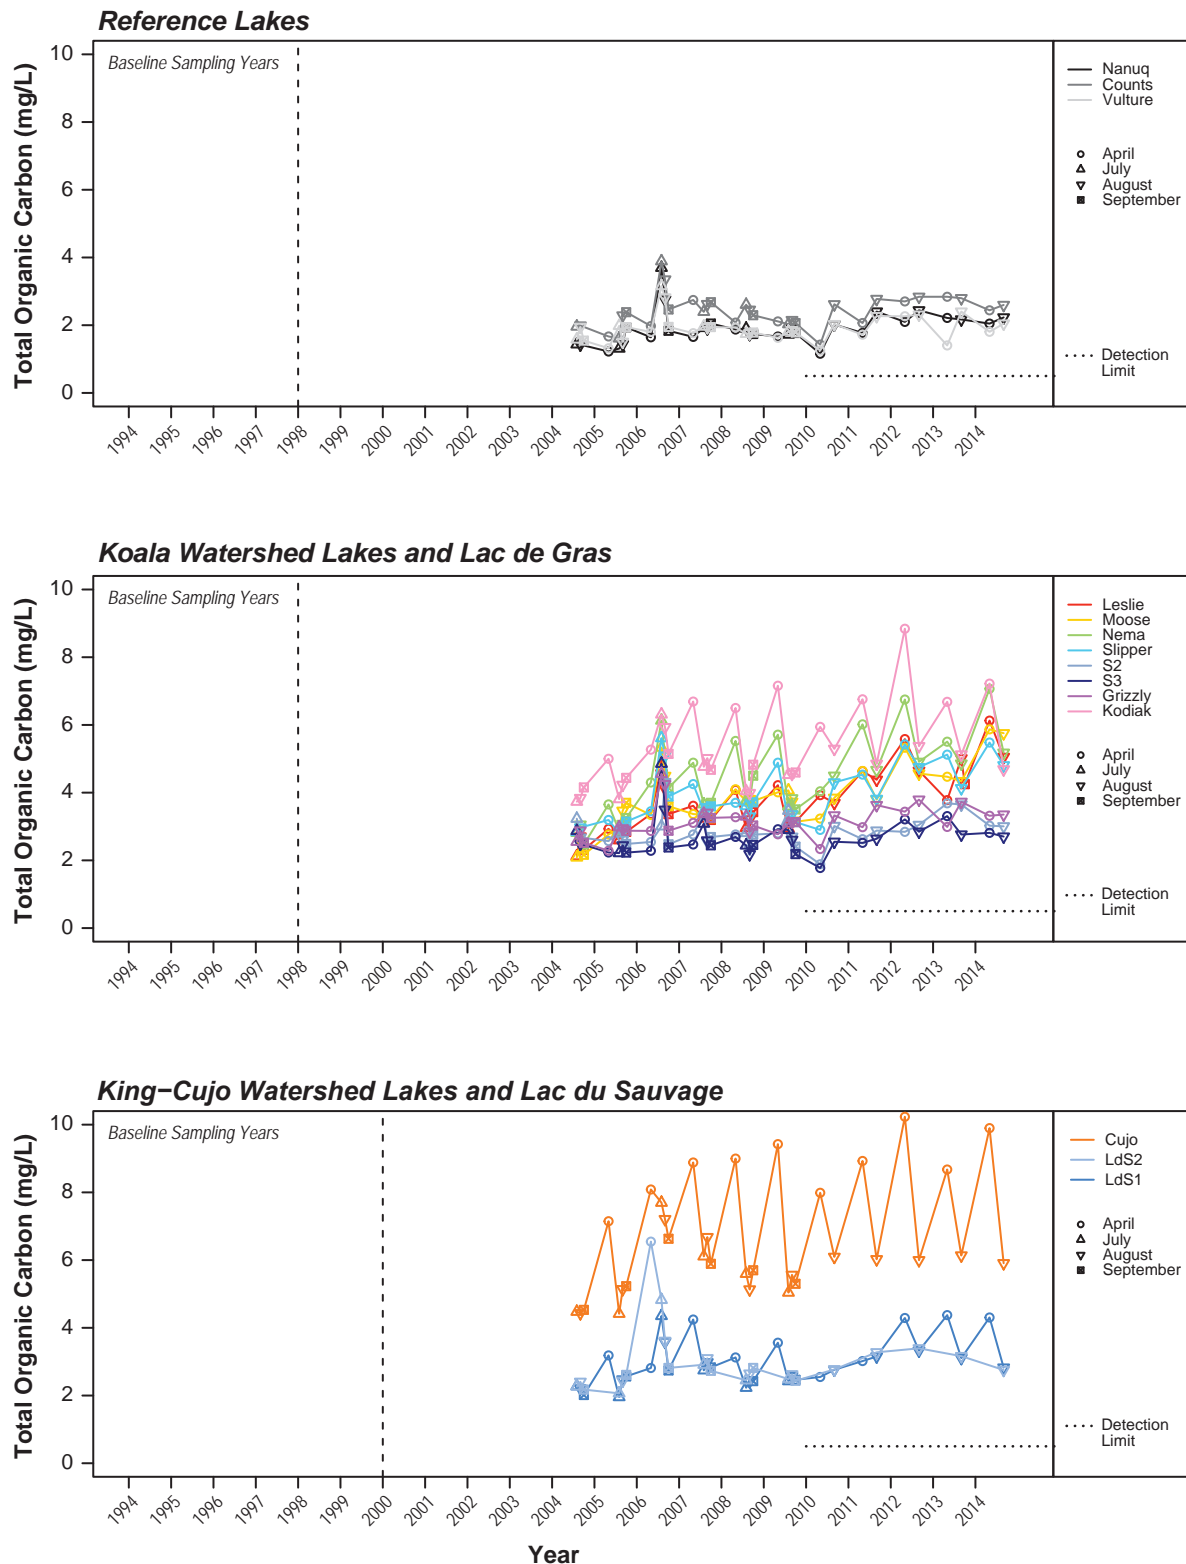 Reference Lakes
Total Organic Carbon (mg/L)
10
8
6
4
2
0
Baseline Sampling Years
Nanuq
Counts
Vulture
April
July
August
September
Detection
Limit
1994
1995
1996
1997
1998
1999
2000
2001
2002
2003
2004
2005
2006
2007
2008
2009
2010
2011
2012
2013
2014
Koala Watershed Lakes and Lac de Gras
Total Organic Carbon (mg/L)
10
8
6
4
2
0
Baseline Sampling Years
Leslie
Moose
Nema
Slipper
S2
S3
Grizzly
Kodiak
April
July
August
September
Detection
Limit
1994
1995
1996
1997
1998
1999
2000
2001
2002
2003
2004
2005
2006
2007
2008
2009
2010
2011
2012
2013
2014
King−Cujo Watershed Lakes and Lac du Sauvage
Total Organic Carbon (mg/L)
10
8
6
4
2
0
Baseline Sampling Years
Cujo
LdS2
LdS1
April
July
August
September
Detection
Limit
1994
1995
1996
1997
1998
1999
2000
2001
2002
2003
2004
2005
2006
2007
2008
2009
2010
2011
2012
2013
2014
Year